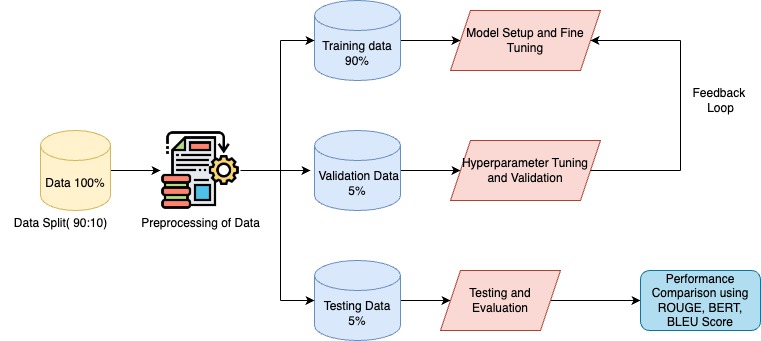 Training data
90%
Model Setup and Fine
Tuning
Feedback
Loop
Data 100%
Data Split( 90:10)
Preprocessing of Data
Validation Data
5%
Hyperparameter Tuning
and Validation
Testing Data
5%
Testing and
Evaluation
Performance
Comparison using
ROUGE, BERT,
BLEU Score